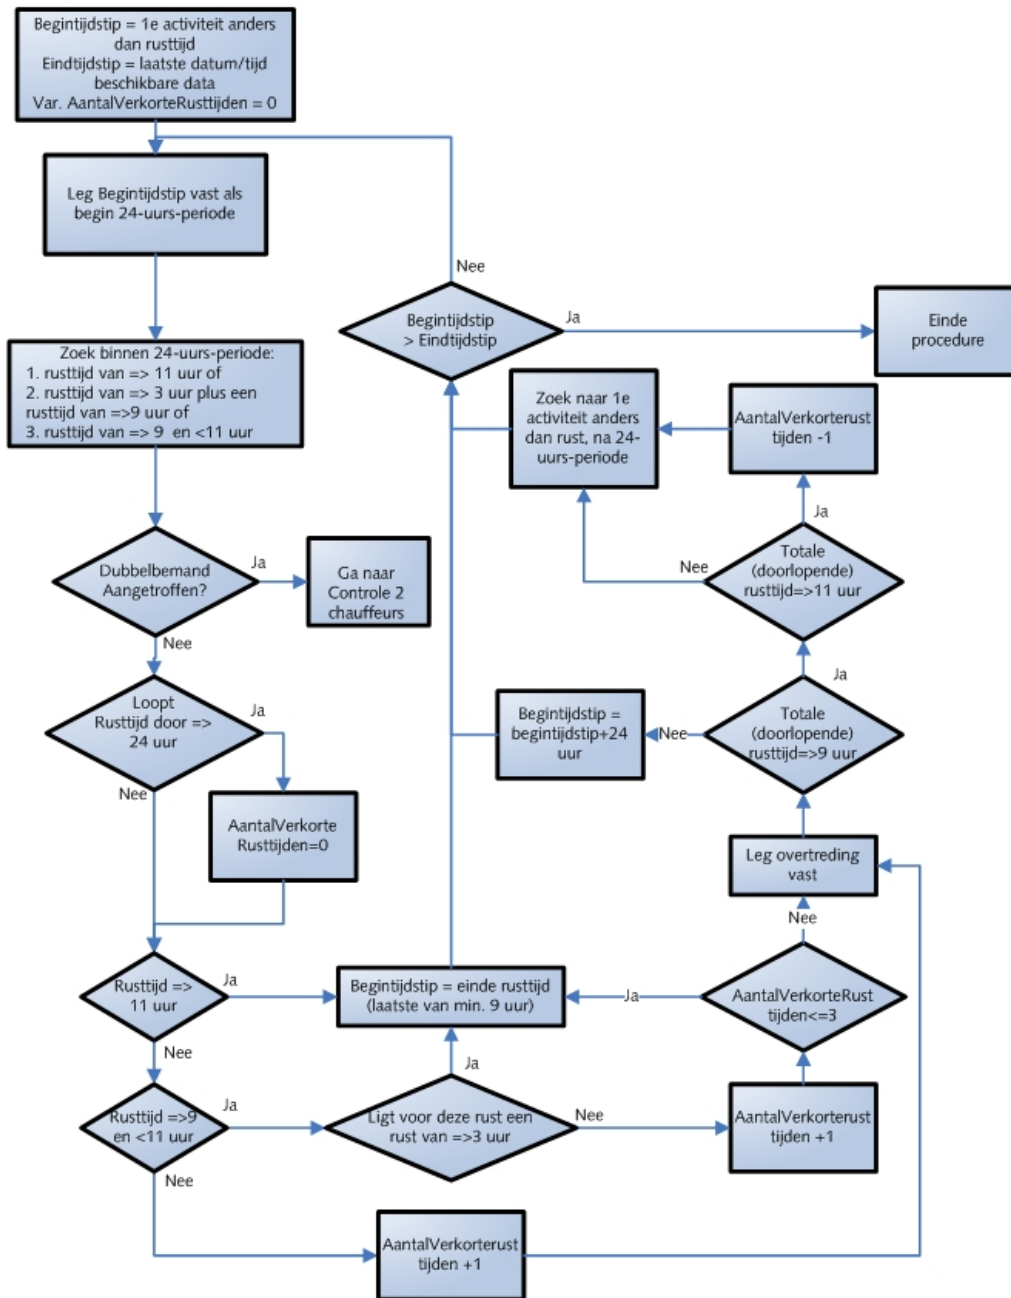 Begintijdstip = 1e activiteit anders
dan rusttijd
Eindtijdstip = laatste datum/tijd
beschikbare data
Var. AantalVerkorteRusttijden = 0
Leg Begintijdstip vast als
begin 24-uurs-periode
Nee
Begintijdstip
> Eindtijdstip
Ja
Einde
procedure
Zoek binnen 24-uurs-periode:
1. rusttijd van => 11 uur of
2. rusttijd van => 3 uur plus een
rusttijd van =>9 uur of
3. rusttijd van => 9 en <11 uur
Zoek naar 1e
activiteit anders
dan rust, na 24-
uurs-periode
AantalVerkorterust
tijden -1
Ja
Dubbelbemand
Aangetroffen?
Ja
Ga naar
Controle 2
chauffeurs
Nee
Totale
(doorlopende)
rusttijd=>11 uur
Nee
Ja
Loopt
Rusttijd door =>
24 uur
Ja
Nee
Begintijdstip =
begintijdstip+24
uur
Nee
Totale
(doorlopende)
rusttijd=>9 uur
AantalVerkorte
Rusttijden=0
Leg overtreding
vast
Nee
Rusttijd =>
11 uur
Ja
Begintijdstip = einde rusttijd
(laatste van min. 9 uur)
Ja
AantalVerkorteRust
tijden<=3
Nee
Ja
Rusttijd =>9
en <11 uur
Ja
Ligt voor deze rust een
rust van =>3 uur
Nee
AantalVerkorterust
tijden +1
Nee
AantalVerkorterust
tijden +1